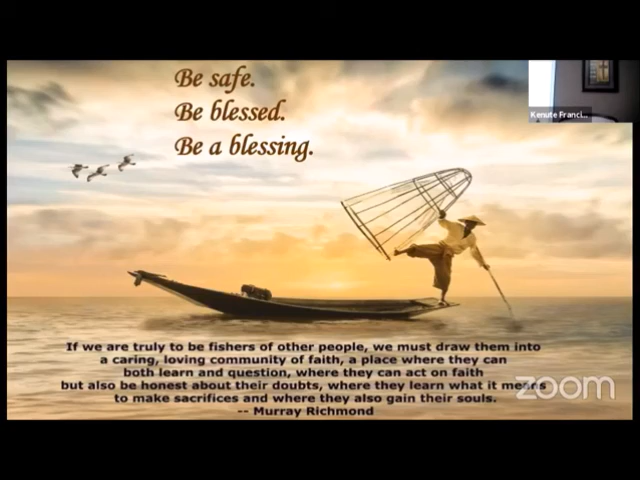 Be safe.
Be blessed.
Be a blessing.
Kenute Franci...
If we are truly to be fishers of other people, we must draw them into
a caring, loving community of faith, a place where they can
both learn and question, where they can act on faith
but also be honest about their doubts, where they learn what it means
to make sacrifices and where they also gain their souls.
-- Murray Richmond
zoom